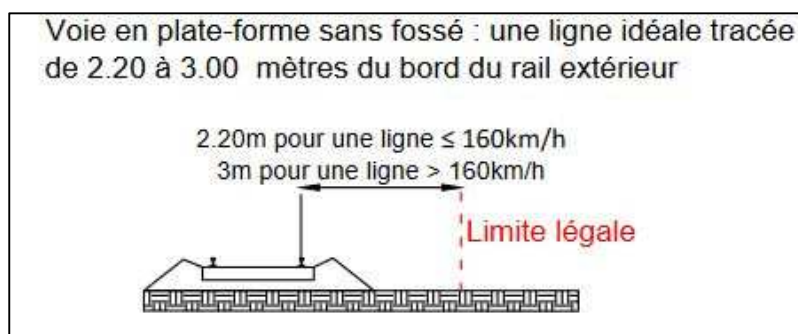 Voie en plate-forme sans fossé : une ligne idéale tracée
de 2.20 à 3.00 mètres du bord du rail extérieur
2.20m pour une ligne ≤ 160km/h
3m pour une ligne > 160km/h
Limite légale